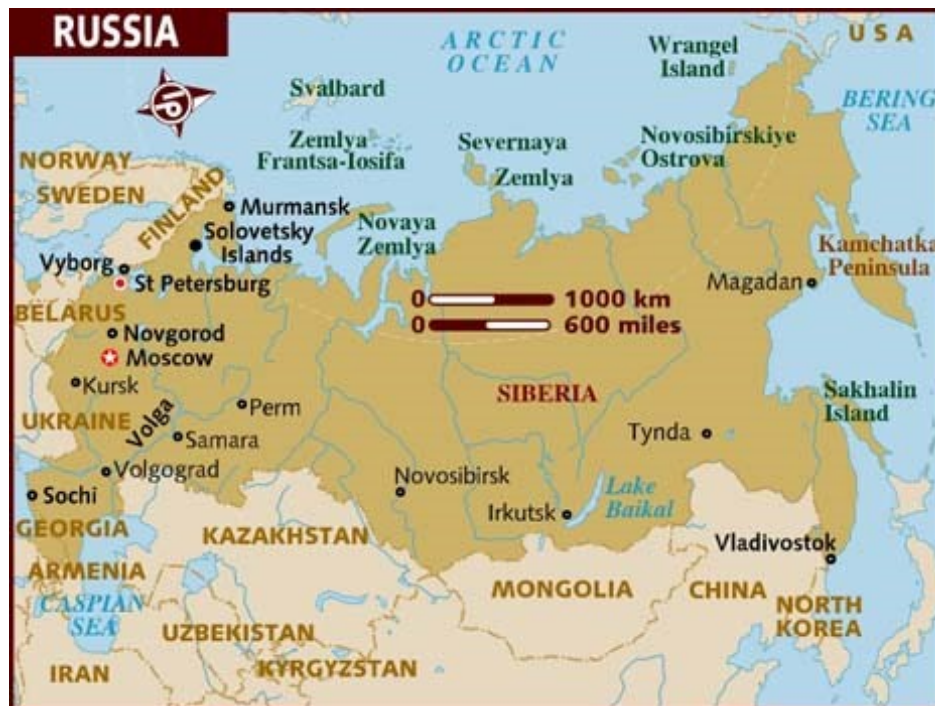 RUSSIA
ARCTIC
OCEAN
Wrangel
Island
USA
BERING
SEA
Svalbard
Zemlya
Frantsa-Iosifa
Severnaya
Zemlya
Novosibirskiye
Ostrova
NORWAY
SWEDEN
FINLAND
Murmansk
Solovetsky
Islands
Novaya
Zemlya
Kamchatka
Peninsula
Vyborg
St Petersburg
Magadan
BELARUS
0 1000 km
0 600 miles
Novgorod
Moscow
Kursk
SIBERIA
Sakhalin
Island
UKRAINE
Volga
Perm
Samara
Tynda
Volgograd
Novosibirsk
Sochi
Irkutsk
Lake
Baikal
GEORGIA
KAZAKHSTAN
Vladivostok
ARMENIA
MONGOLIA
CHINA
CASPIAN
SEA
NORTH
KOREA
UZBEKISTAN
IRAN
KYRGYZSTAN
lp